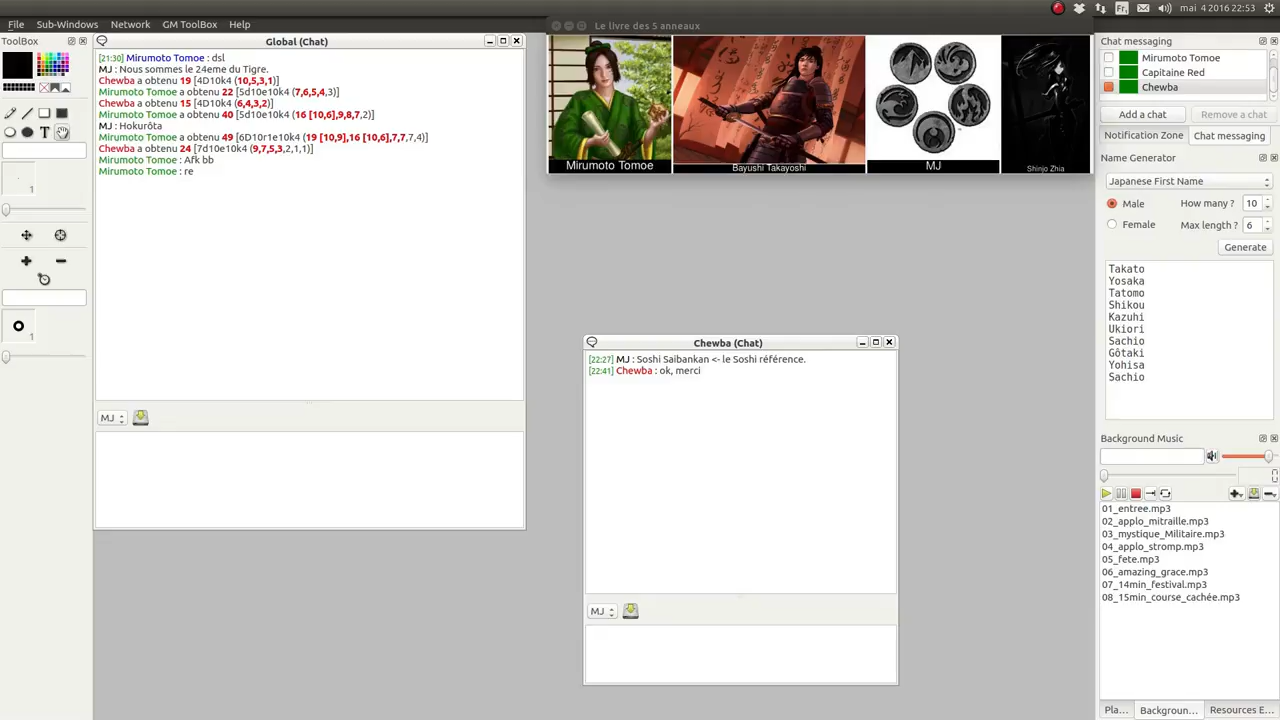 Le livre des 5 anneaux
Fr,
mai 4 2016 22:53
File Sub-Windows Network GM ToolBox Help
ToolBox
1
1
Global (Chat)
[21:30] Mirumoto Tomoe : dsl
MJ : Nous sommes le 24eme du Tigre.
Chewba a obtenu 19 [4D10k4 (10,5,3,1)]
Mirumoto Tomoe a obtenu 22 [5d10e10k4 (7,6,5,4,3)]
Chewba a obtenu 15 [4D10k4 (6,4,3,2)]
Mirumoto Tomoe a obtenu 40 [5d10e10k4 (16 [10,6],9,8,7,2)]
MJ : Hokurôta
Mirumoto Tomoe a obtenu 49 [6D10r1e10k4 (19 [10,9],16 [10,6],7,7,7,4)]
Chewba a obtenu 24 [7d10e10k4 (9,7,5,3,2,1,1)]
Mirumoto Tomoe : Afk bb
Mirumoto Tomoe : re
MJ
Mirumoto Tomoe
Bayushi Takayoshi
MJ
Shinjo Zhia
Chewba (Chat)
[22:27] MJ : Soshi Saibankan <- le Soshi référence.
[22:41] Chewba : ok, merci
MJ
Chat messaging
Mirumoto Tomoe
Capitaine Red
Chewba
Add a chat Remove a chat
Notification Zone Chat messaging
Name Generator
Japanese First Name
Male How many ? 10
Female Max length ? 6
Generate
Takato
Yosaka
Tatomo
Shikou
Kazuhi
Ukiori
Sachio
Gôtaki
Yohisa
Sachio
Background Music
01_entree.mp3
02_applo_mitraille.mp3
03_mystique_Militaire.mp3
04_applo_stromp.mp3
05_fete.mp3
06_amazing_grace.mp3
07_14min_festival.mp3
08_15min_course_cachée.mp3
Pla... Backgroun... Resources E...